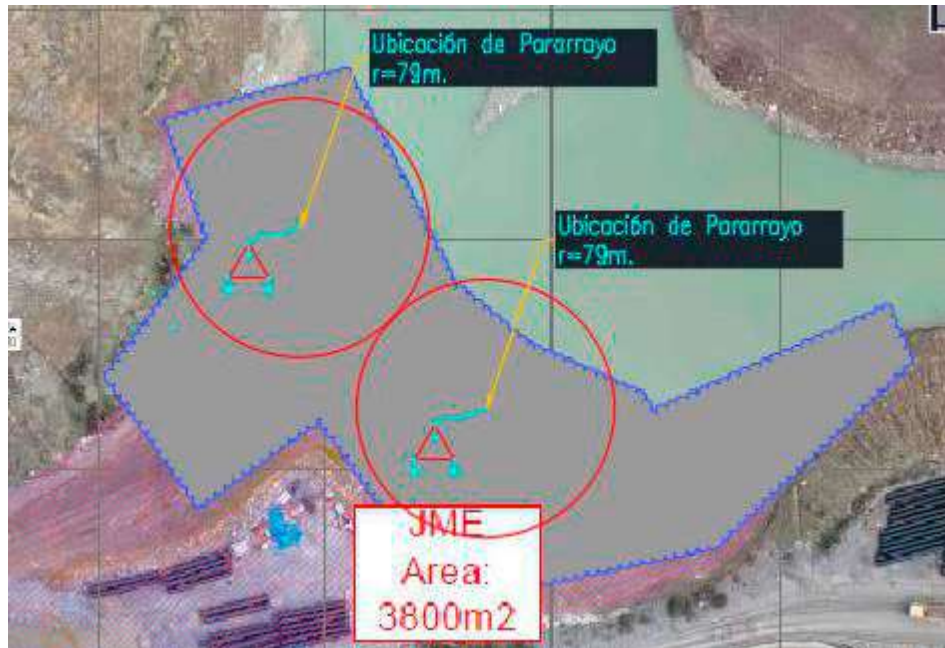 Ubicación de Pararrayo
r=79m.
Ubicación de Pararrayo
r=79m.
JME
Area:
3800m2